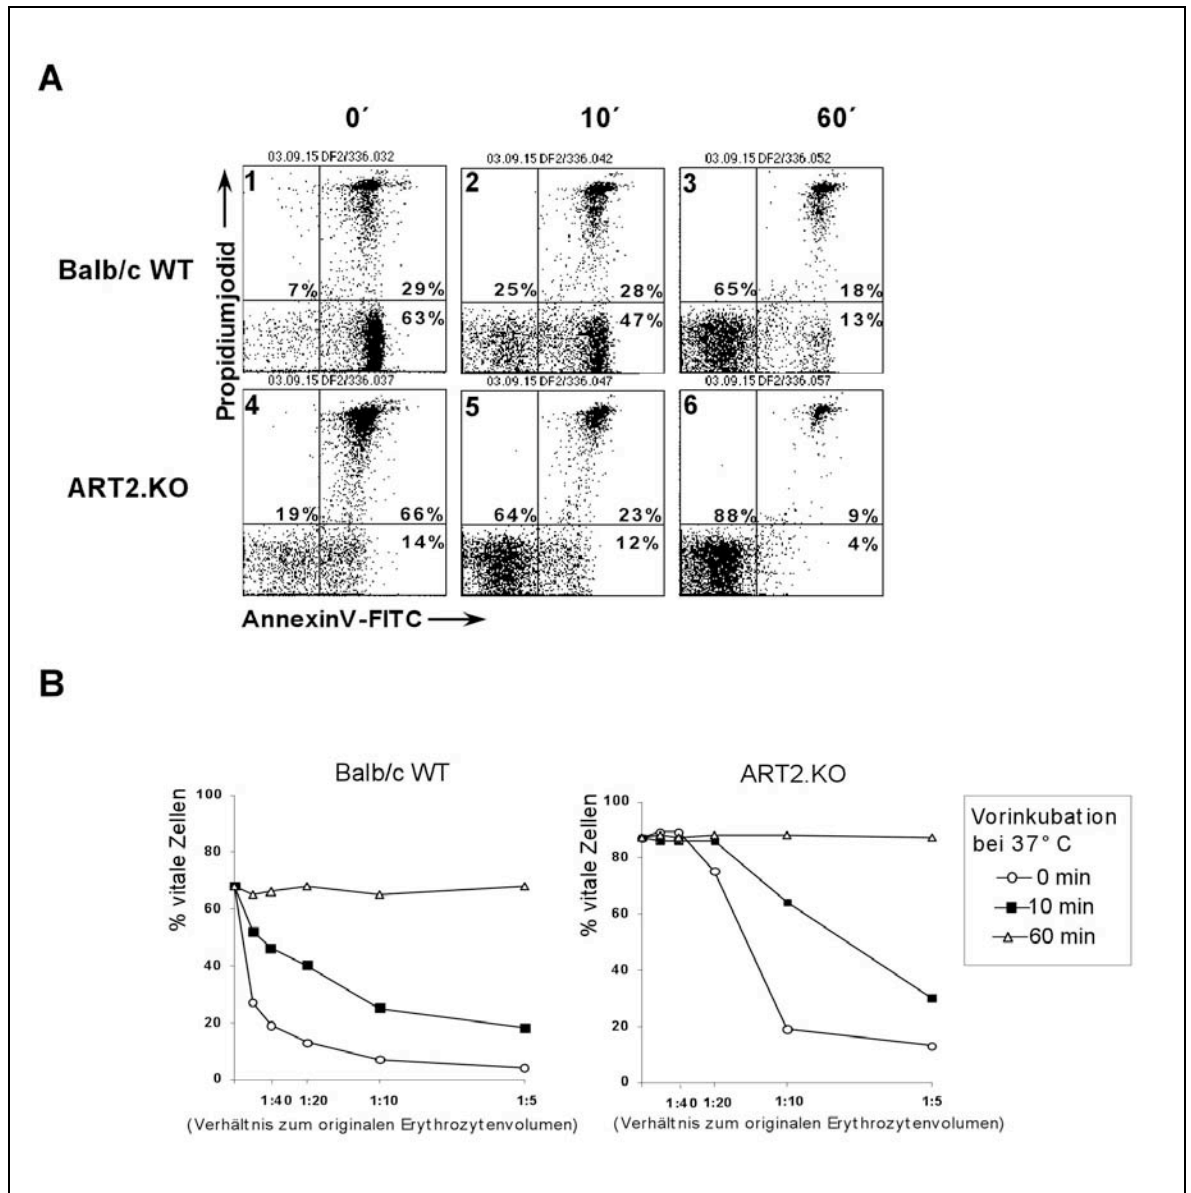 A
0´ 10´ 60´
03.09.15 DF2/336.032 03.09.15 DF2/336.042 03.09.15 DF2/336.052
Propidiumjodid
Balb/c WT
1 2 3
7% 29% 25% 28% 65% 18%
63% 47% 13%
03.09.15 DF2/336.037 03.09.15 DF2/336.047 03.09.15 DF2/336.057
ART2.KO
4 5 6
19% 66% 64% 23% 88% 9%
14% 12% 4%
AnnexinV-FITC
B
Balb/c WT
% vitale Zellen
100
80
60
40
20
0
1:40 1:20 1:10 1:5
(Verhältnis zum originalen Erythrozytenvolumen)
ART2.KO
% vitale Zellen
100
80
60
40
20
0
1:40 1:20 1:10 1:5
(Verhältnis zum originalen Erythrozytenvolumen)
Vorinkubation
bei 37° C
0 min
10 min
60 min